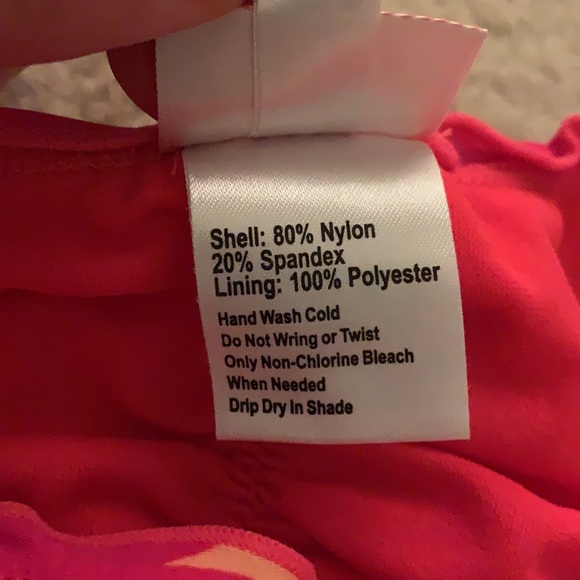 Shell: 80% Nylon
20% Spandex
Lining: 100% Polyester
Hand Wash Cold
Do Not Wring or Twist
Only Non-Chlorine Bleach
When Needed
Drip Dry In Shade